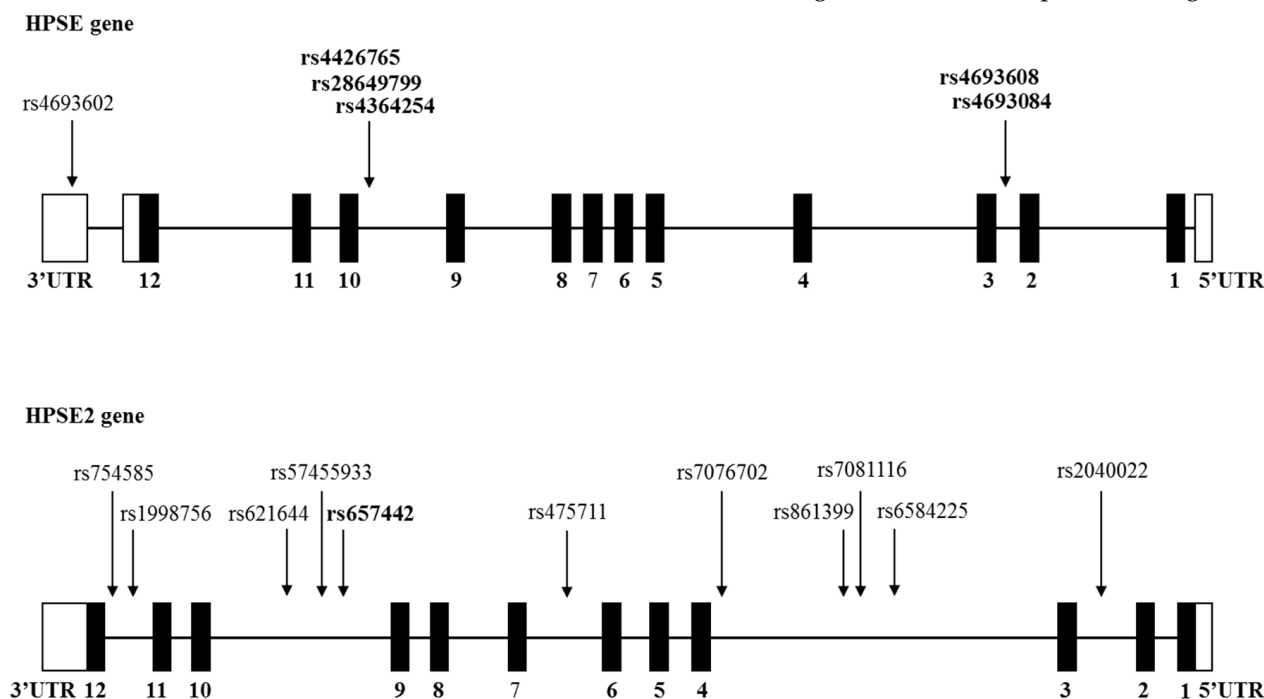 HPSE gene
rs4426765
rs28649799
rs4364254
rs4693602
rs4693608
rs4693084
3’UTR 12 11 10 9 8 7 6 5 4 3 2 1 5’UTR
HPSE2 gene
rs754585 rs57455933 rs7076702 rs7081116 rs2040022
rs1998756 rs621644 rs657442 rs475711 rs861399 rs6584225
3’UTR 12 11 10 9 8 7 6 5 4 3 2 1 5’UTR